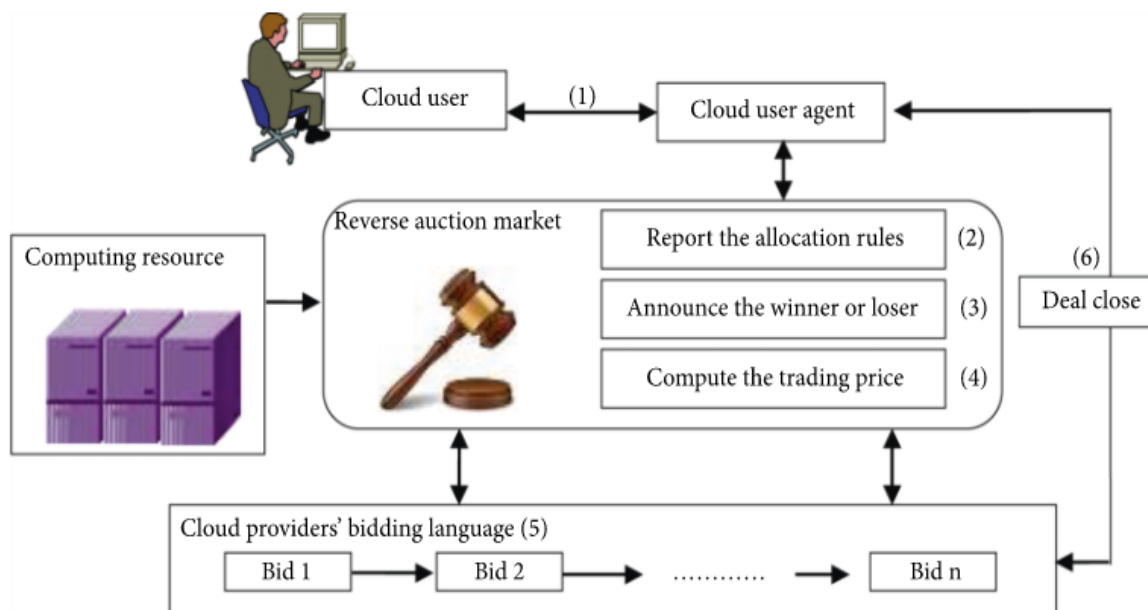 Cloud user
(1)
Cloud user agent
Reverse auction market
Report the allocation rules
(2)
Computing resource
(6)
Announce the winner or loser
(3)
Deal close
Compute the trading price
(4)
Cloud providers’ bidding language (5)
Bid 1
Bid 2
.............
Bid n